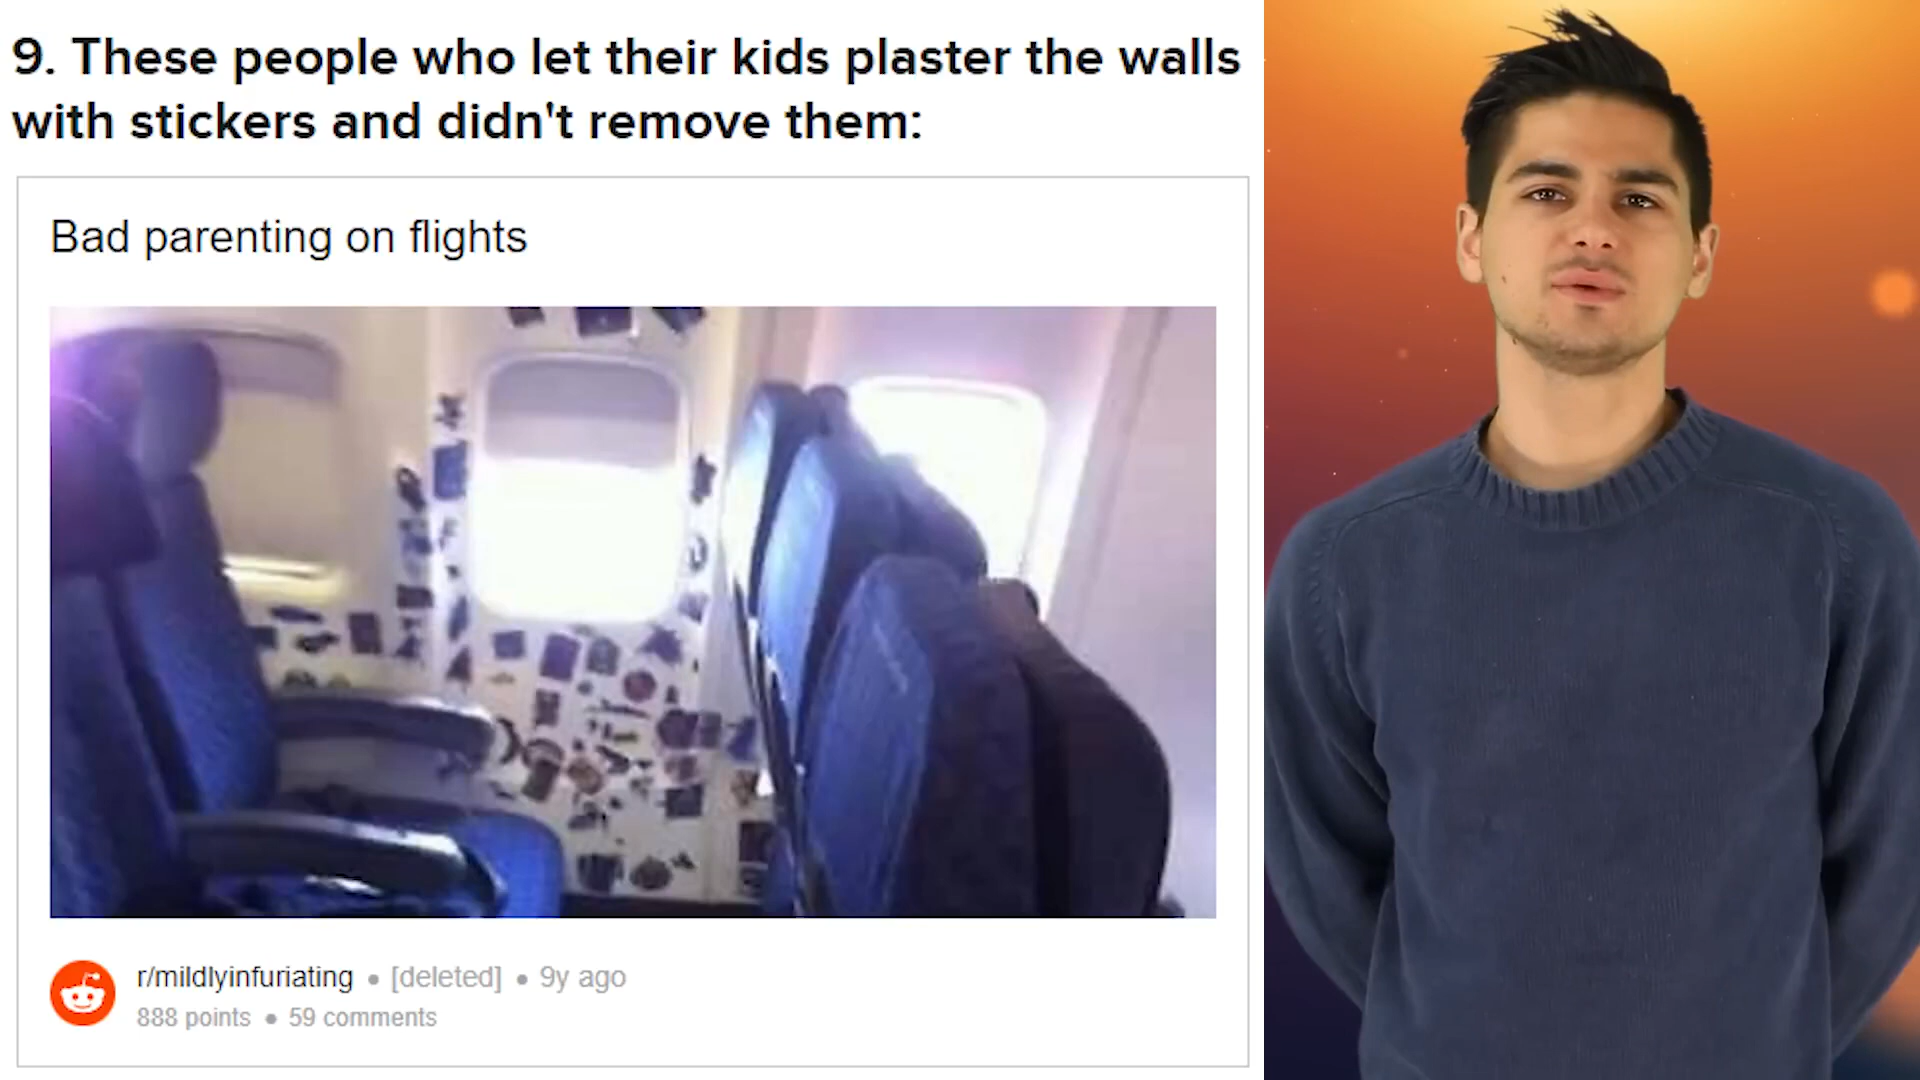 9. These people who let their kids plaster the walls
with stickers and didn't remove them:
Bad parenting on flights
r/mildlyinfuriating • [deleted] • 9y ago
888 points • 59 comments